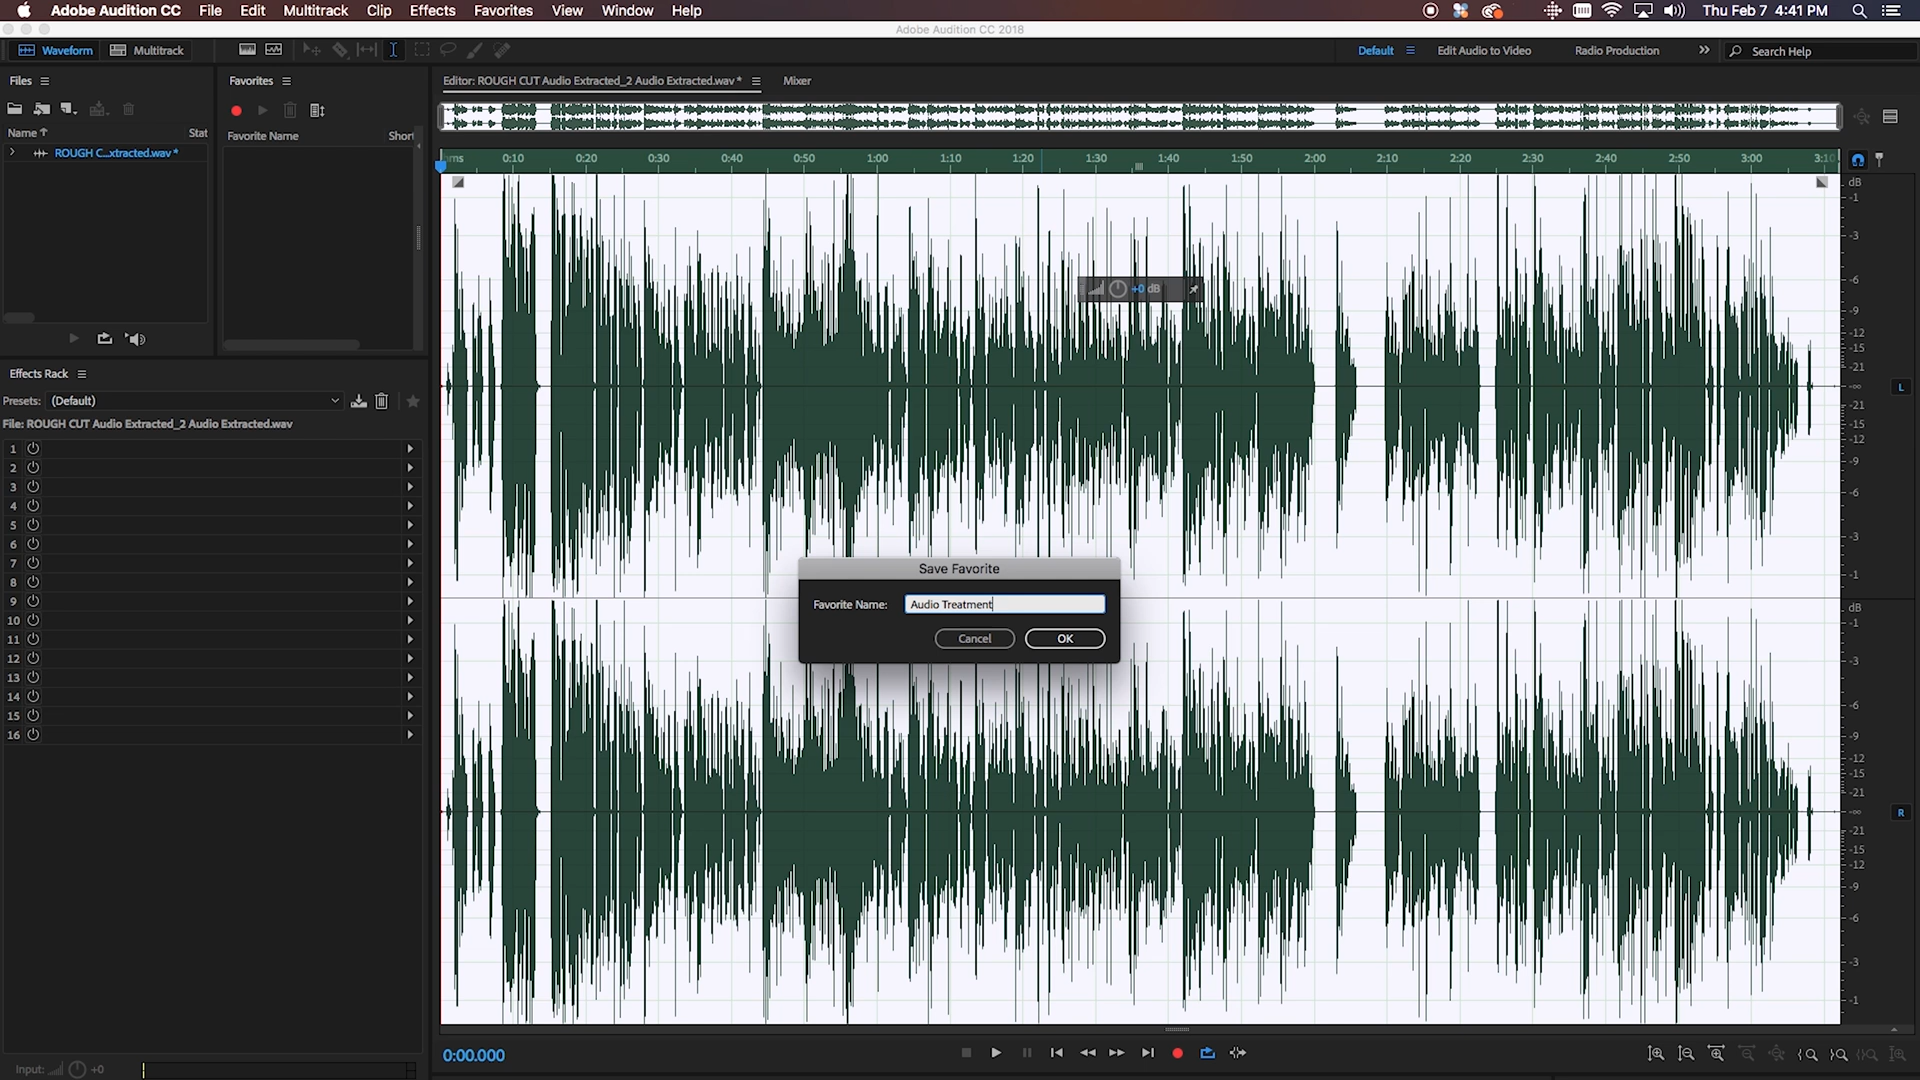 Adobe Audition CC File Edit Multitrack Clip Effects Favorites View Window Help Thu Feb 7 4:41 PM
Adobe Audition CC 2018
Waveform Multitrack Default Edit Audio to Video Radio Production Search Help
Files Favorites Editor: ROUGH CUT Audio Extracted_2 Audio Extracted.wav * Mixer
Name Stat
Favorite Name Short
ROUGH C...xtracted.wav *
hms 0:10 0:20 0:30 0:40 0:50 1:00 1:10 1:20 1:30 1:40 1:50 2:00 2:10 2:20 2:30 2:40 2:50 3:00 3:10
dB
-1
-3
-6
-9
-12
-15
-21
-∞
-21
-15
-12
-9
-6
-3
-1
L
+0 dB
Effects Rack
Presets: (Default)
File: ROUGH CUT Audio Extracted_2 Audio Extracted.wav
1
2
3
4
5
6
7
8
9
10
11
12
13
14
15
16
Save Favorite
Favorite Name: Audio Treatment
Cancel OK
dB
-1
-3
-6
-9
-12
-15
-21
-∞
-21
-15
-12
-9
-6
-3
-1
R
0:00.000
Input: +0